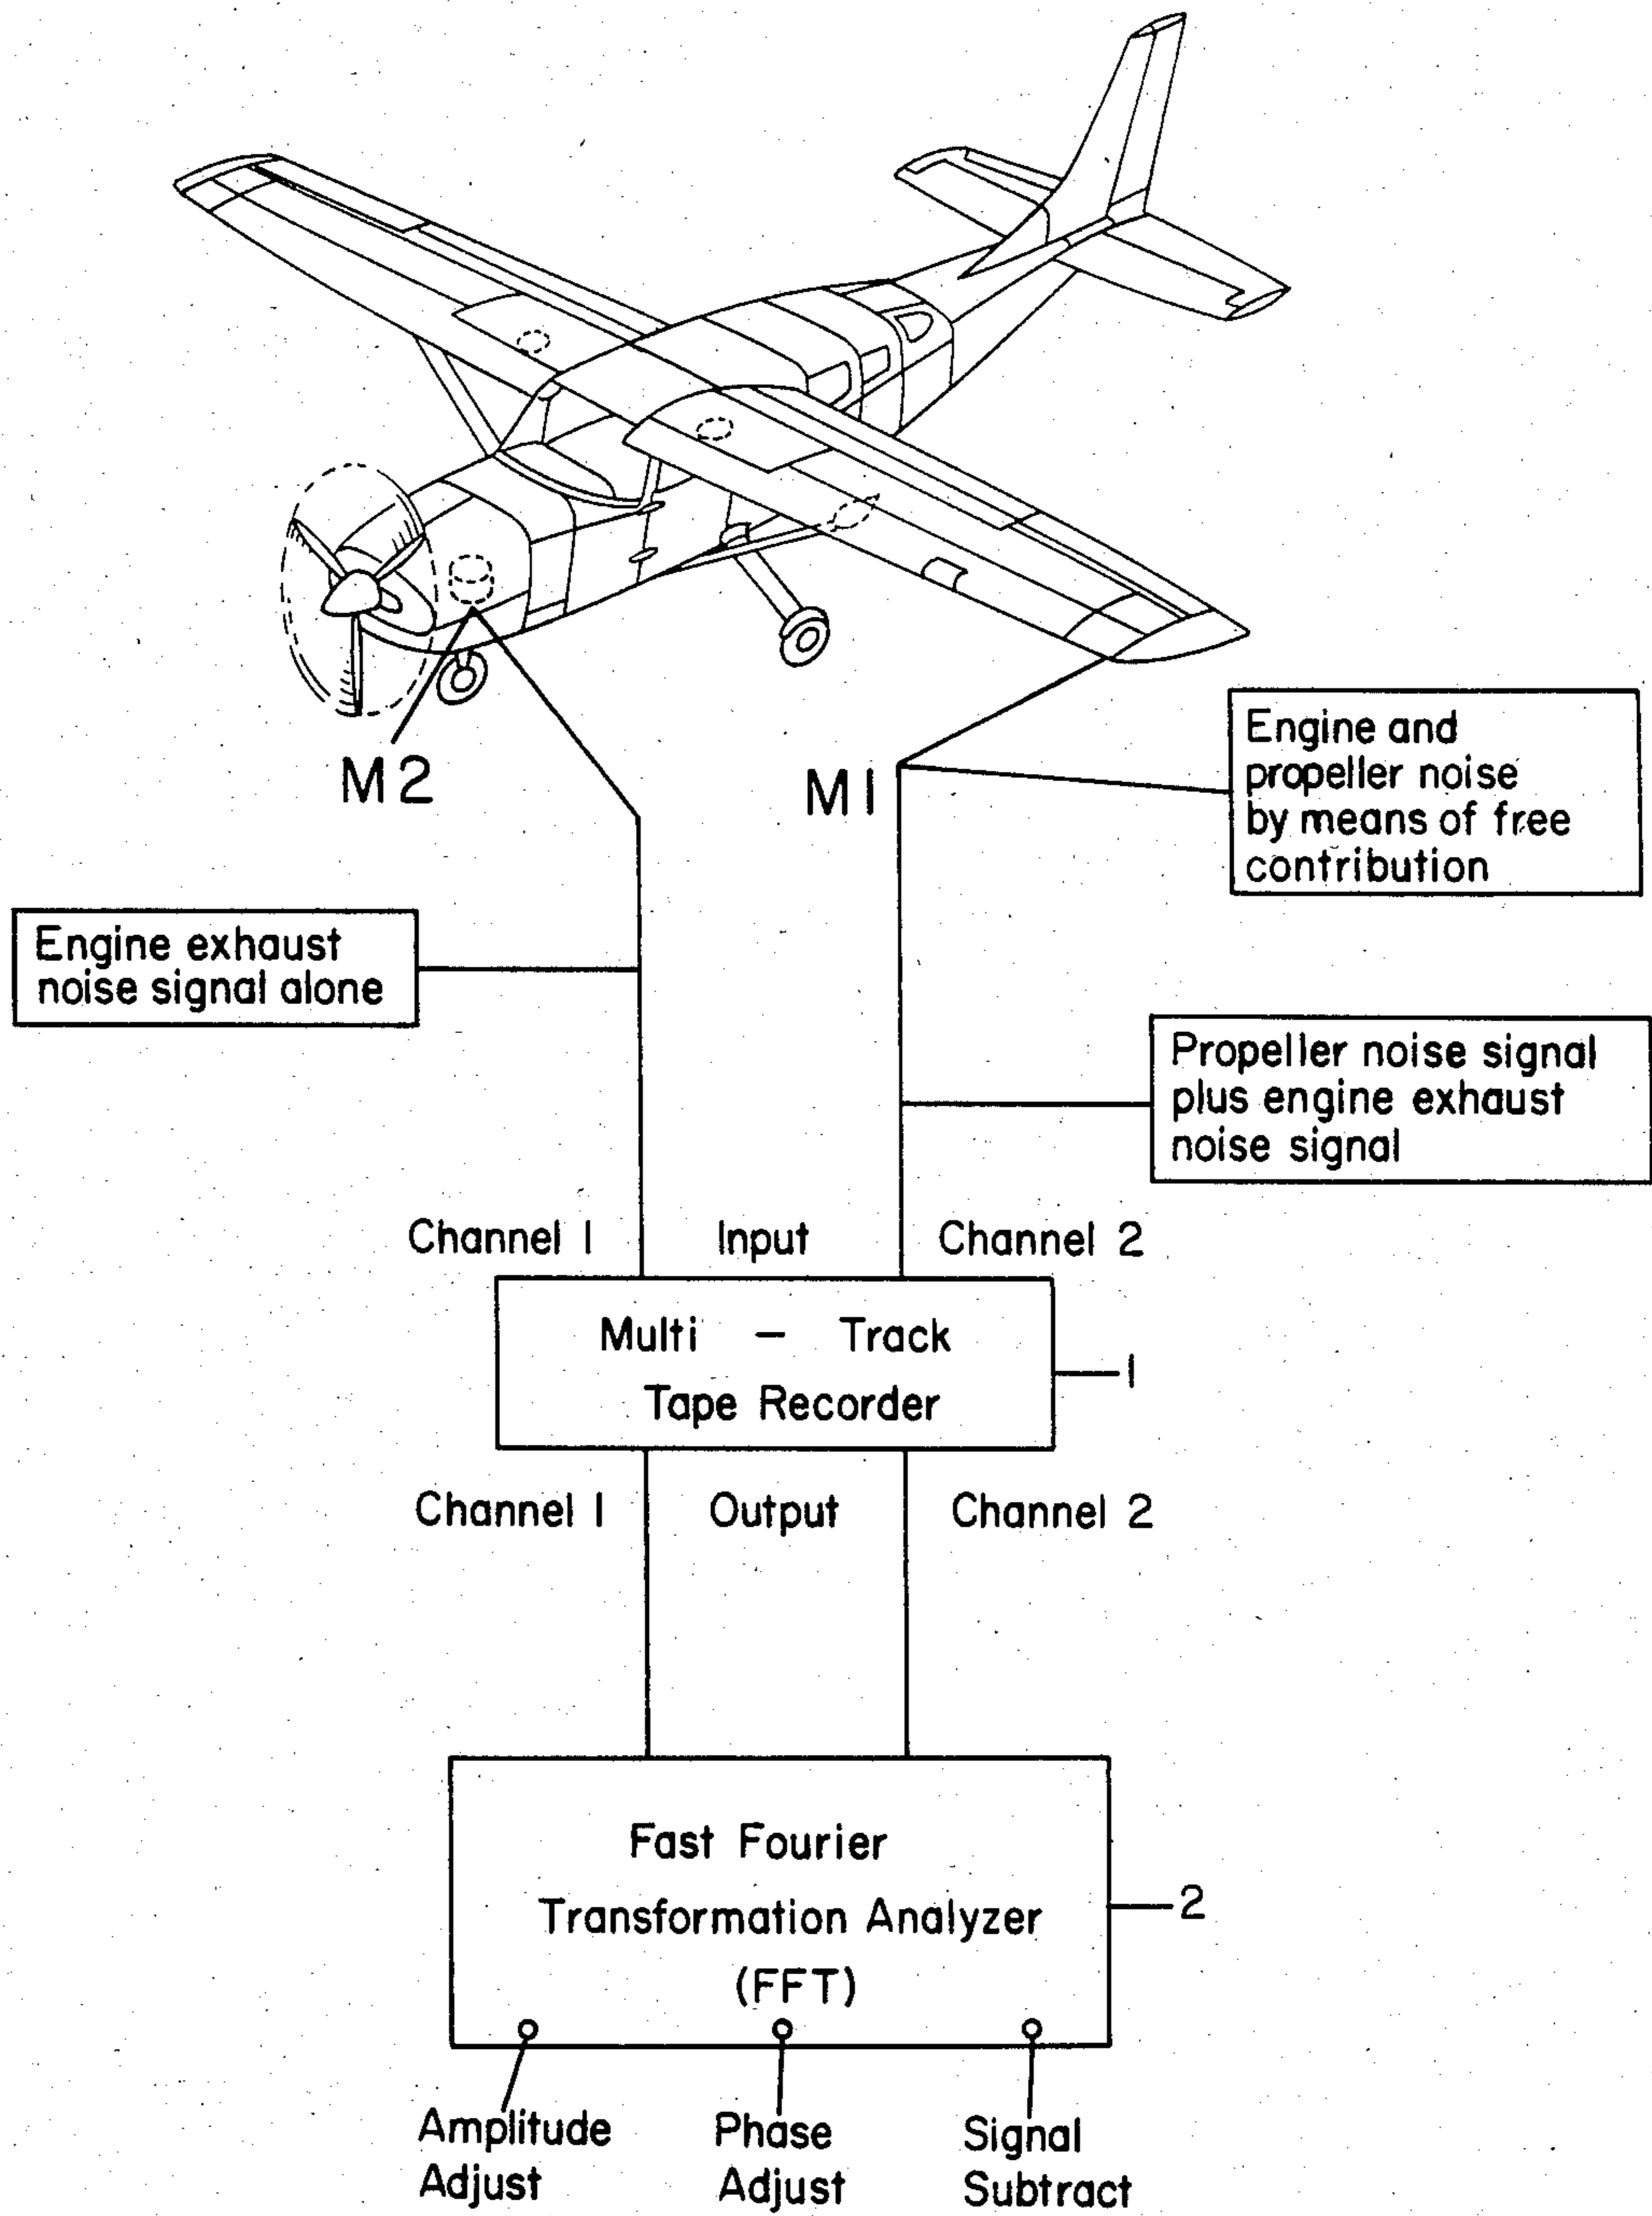 M2
M1
Engine and
propeller noise
by means of free
contribution
Engine exhaust
noise signal alone
Propeller noise signal
plus engine exhaust
noise signal
Channel 1 Input Channel 2
Multi - Track
Tape Recorder
1
Channel 1 Output Channel 2
Fast Fourier
Transformation Analyzer
(FFT)
2
Amplitude
Adjust
Phase
Adjust
Signal
Subtract